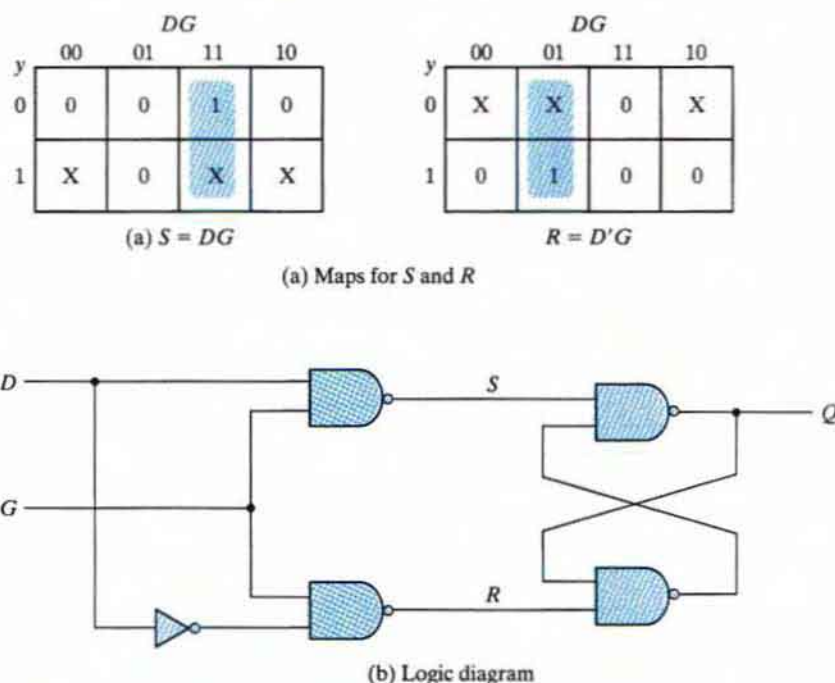 DG
DG
y 00 01 11 10
y 00 01 11 10
0 0 0 1 0
0 X X 0 X
1 X 0 X X
1 0 1 0 0
(a) S = DG
R = D'G
(a) Maps for S and R
D
S
Q
G
R
(b) Logic diagram